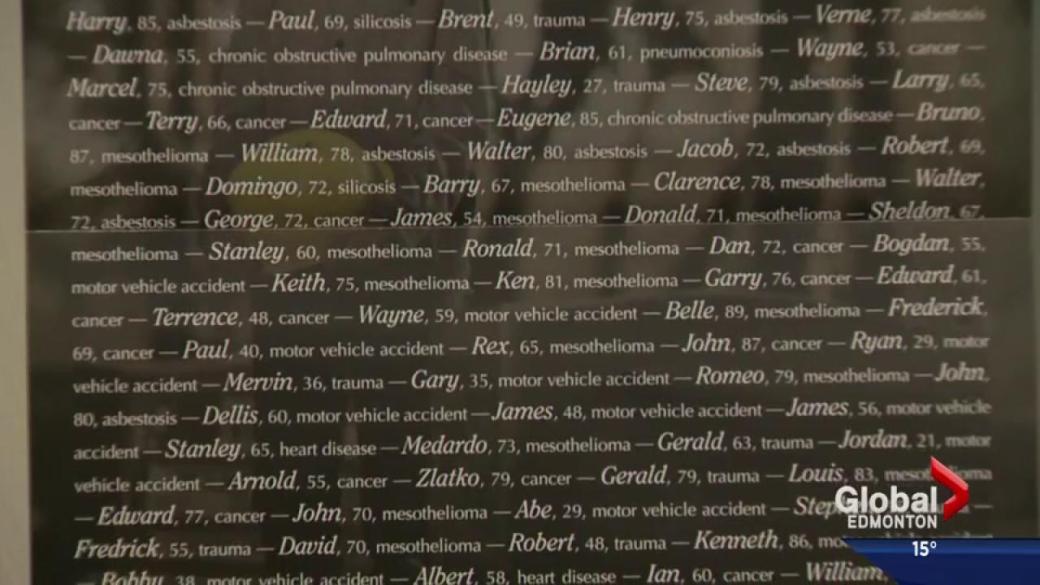 Harry, 85, asbestosis — Paul, 69, silicosis — Brent, 49, trauma — Henry, 75, asbestosis — Verne, 77, asbestosis
— Dawna, 55, chronic obstructive pulmonary disease — Brian, 61, pneumoconiosis — Wayne, 53, cancer —
Marcel, 75, chronic obstructive pulmonary disease — Hayley, 27, trauma — Steve, 79, asbestosis — Larry, 65,
cancer — Terry, 66, cancer — Edward, 71, cancer — Eugene, 85, chronic obstructive pulmonary disease — Bruno,
87, mesothelioma — William, 78, asbestosis — Walter, 80, asbestosis — Jacob, 72, asbestosis — Robert, 69,
mesothelioma — Domingo, 72, silicosis — Barry, 67, mesothelioma — Clarence, 78, mesothelioma — Walter,
72, asbestosis — George, 72, cancer — James, 54, mesothelioma — Donald, 71, mesothelioma — Sheldon, 67,
mesothelioma — Stanley, 60, mesothelioma — Ronald, 71, mesothelioma — Dan, 72, cancer — Bogdan, 55,
motor vehicle accident — Keith, 75, mesothelioma — Ken, 81, mesothelioma — Garry, 76, cancer — Edward, 61,
cancer — Terrence, 48, cancer — Wayne, 59, motor vehicle accident — Belle, 89, mesothelioma — Frederick,
69, cancer — Paul, 40, motor vehicle accident — Rex, 65, mesothelioma — John, 87, cancer — Ryan, 29, motor
vehicle accident — Mervin, 36, trauma — Gary, 35, motor vehicle accident — Romeo, 79, mesothelioma — John,
80, asbestosis — Dellis, 60, motor vehicle accident — James, 48, motor vehicle accident — James, 56, motor vehicle
accident — Stanley, 65, heart disease — Medardo, 73, mesothelioma — Gerald, 63, trauma — Jordan, 21, motor
vehicle accident — Arnold, 55, cancer — Zlatko, 79, cancer — Gerald, 79, trauma — Louis, 83, mesothelioma
— Edward, 77, cancer — John, 70, mesothelioma — Abe, 29, motor vehicle accident —
Fredrick, 55, trauma — David, 70, mesothelioma — Robert, 48, trauma — Kenneth, 86,
Bobby, 38, motor vehicle accident — Albert, 58, heart disease — Ian, 60, cancer — William,
Global
EDMONTON
15°